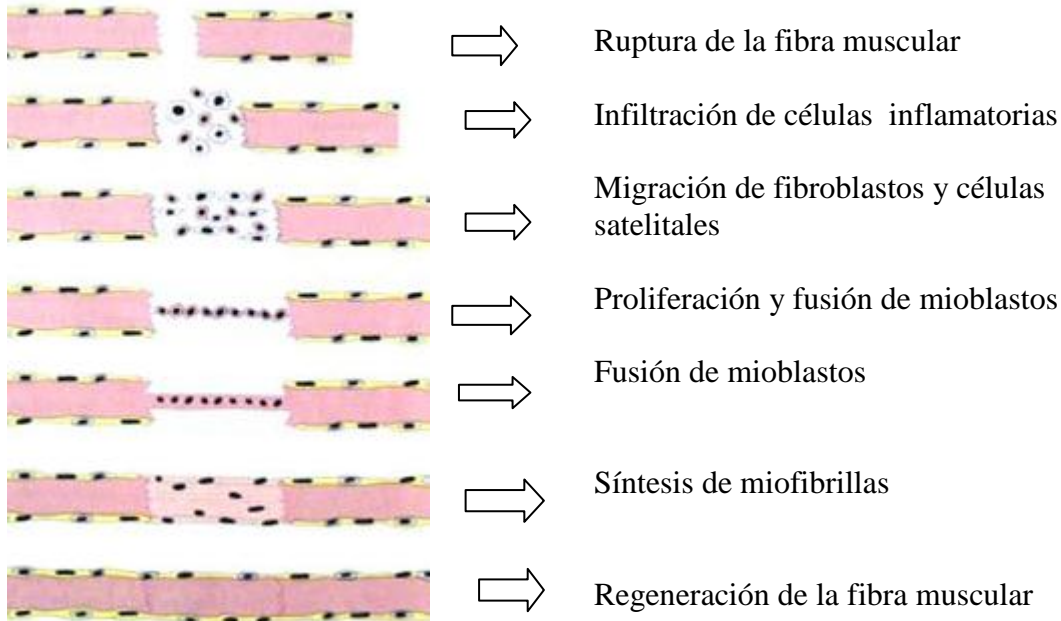 Ruptura de la fibra muscular
Infiltración de células inflamatorias
Migración de fibroblastos y células
satelitales
Proliferación y fusión de mioblastos
Fusión de mioblastos
Síntesis de miofibrillas
Regeneración de la fibra muscular